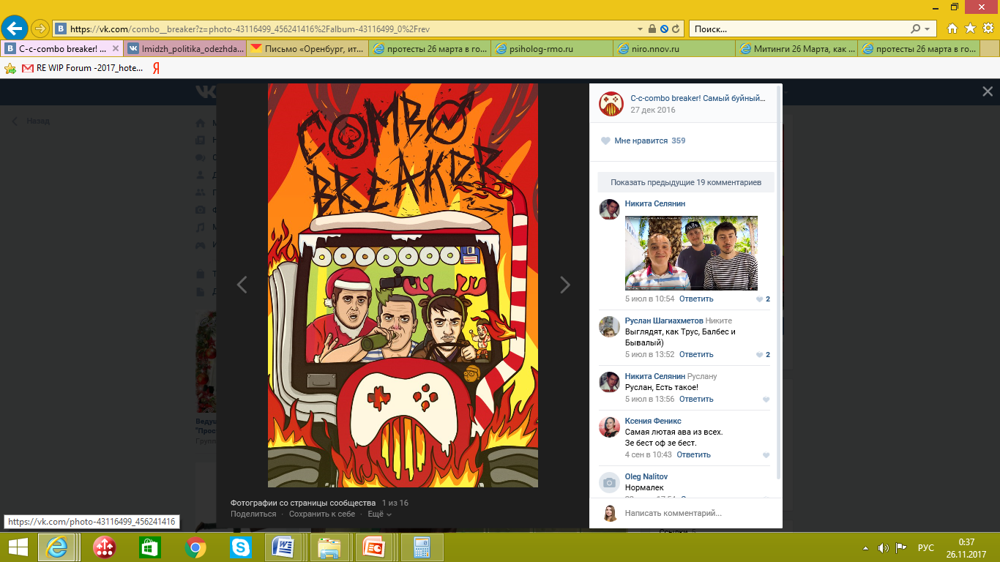 https://vk.com/combo__breaker?z=photo-43116499_456241416%2Falbum-43116499_0%2Frev
Поиск...
C-c-combo breaker! ...
Imidzh_politika_odezhda...
Письмо «Оренбург, ит...
протесты 26 марта в го...
psiholog-rmo.ru
niro.nnov.ru
Митинги 26 Марта, как ...
протесты 26 марта в го...
RE WIP Forum -2017_hote...
Назад
COMBO
BREAKER
C-c-combo breaker! Самый буйный...
27 дек 2016
Мне нравится 359
Показать предыдущие 19 комментариев
Никита Селянин
5 июл в 10:54 Ответить 2
Руслан Шагиахметов Никите
Выглядят, как Трус, Балбес и
Бывалый)
5 июл в 13:52 Ответить 2
Никита Селянин Руслану
Руслан, Есть такое!
5 июл в 13:56 Ответить
Ксения Феникс
Самая лютая ава из всех.
Зе бест оф зе бест.
4 сен в 10:43 Ответить
Oleg Nalitov
Нормалек
Написать комментарий...
Фотографии со страницы сообщества 1 из 16
Поделиться · Сохранить к себе · Ещё
https://vk.com/photo-43116499_456241416
РУС
0:37
26.11.2017